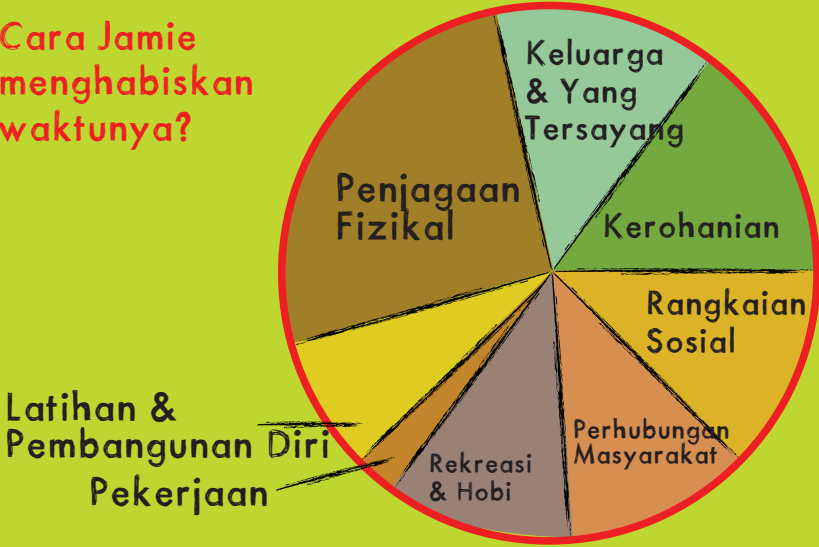 Cara Jamie
menghabiskan
waktunya?
Keluarga
& Yang
Tersayang
Penjagaan
Fizikal
Kerohanian
Rangkaian
Sosial
Latihan &
Pembangunan Diri
Pekerjaan
Rekreasi
& Hobi
Perhubungan
Masyarakat